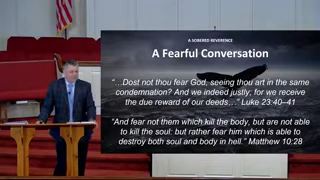 A SOBERED REVERENCE
A Fearful Conversation
“…Dost not thou fear God, seeing thou art in the same
condemnation? And we indeed justly; for we receive
the due reward of our deeds…” Luke 23:40–41
“And fear not them which kill the body, but are not able
to kill the soul: but rather fear him which is able to
destroy both soul and body in hell.” Matthew 10:28